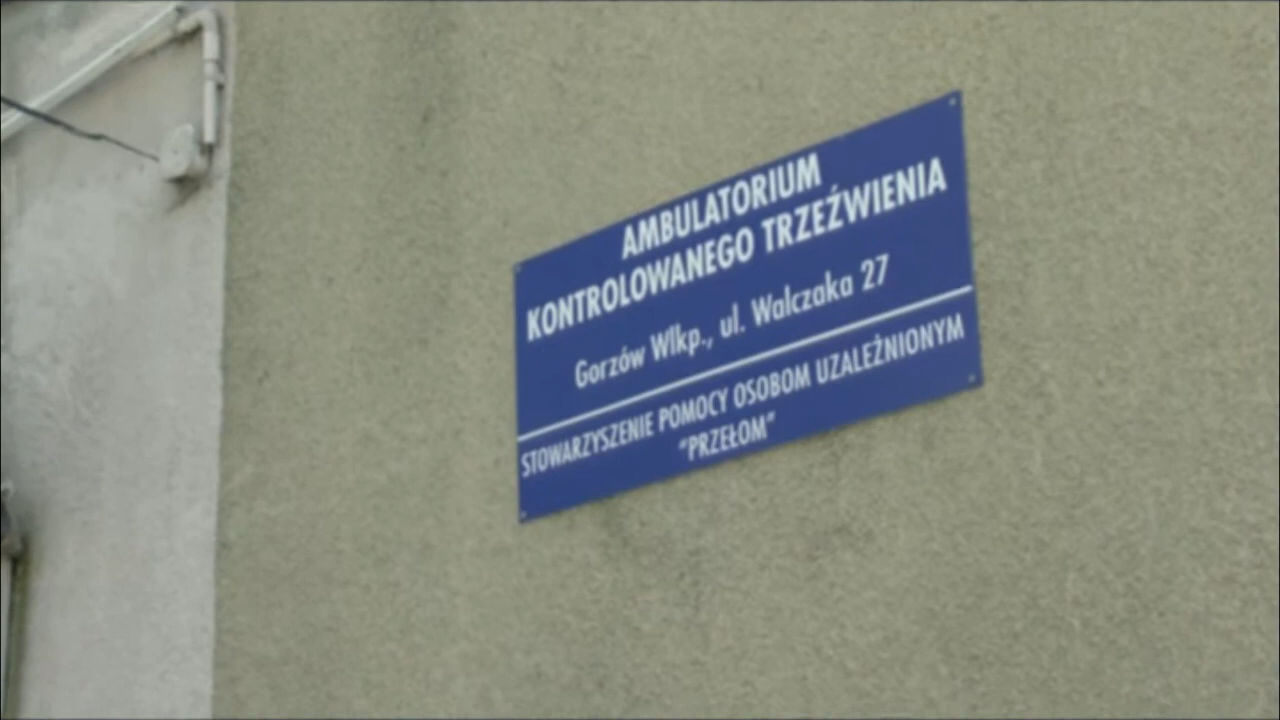 AMBULATORIUM
KONTROLOWANEGO TRZEŹWIENIA
Gorzów Wlkp., ul. Walczaka 27
STOWARZYSZENIE POMOCY OSOBOM UZALEŻNIONYM
"PRZEŁOM"